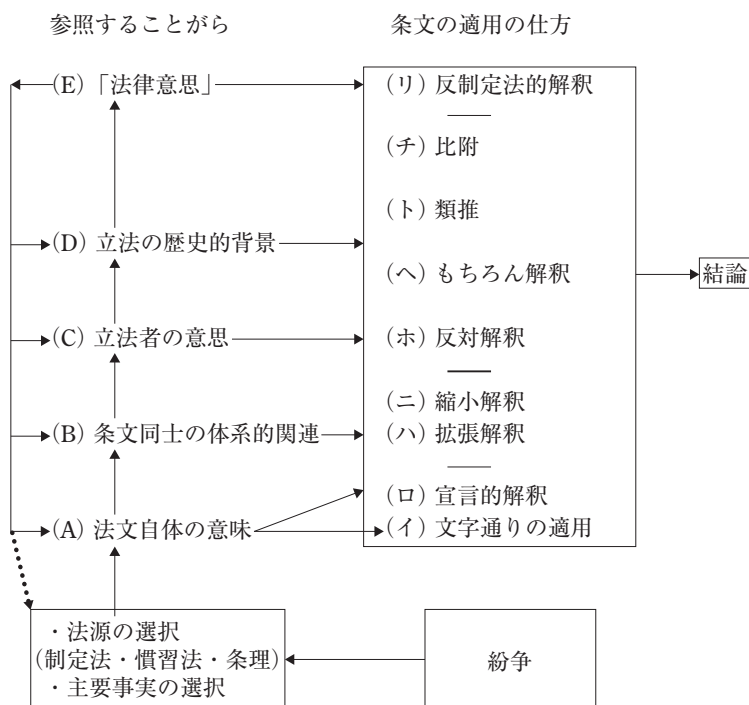 参照することがら
条文の適用の仕方
(E)「法律意思」
(リ)反制定法的解釈
(チ)比附
(ト)類推
(D) 立法の歴史的背景
(ヘ)もちろん解釈
結論
(C) 立法者の意思
(ホ)反対解釈
(ニ)縮小解釈
(B) 条文同士の体系的関連
(ハ)拡張解釈
(ロ)宣言的解釈
(A) 法文自体の意味
(イ)文字通りの適用
・法源の選択
(制定法・慣習法・条理)
・主要事実の選択
紛争